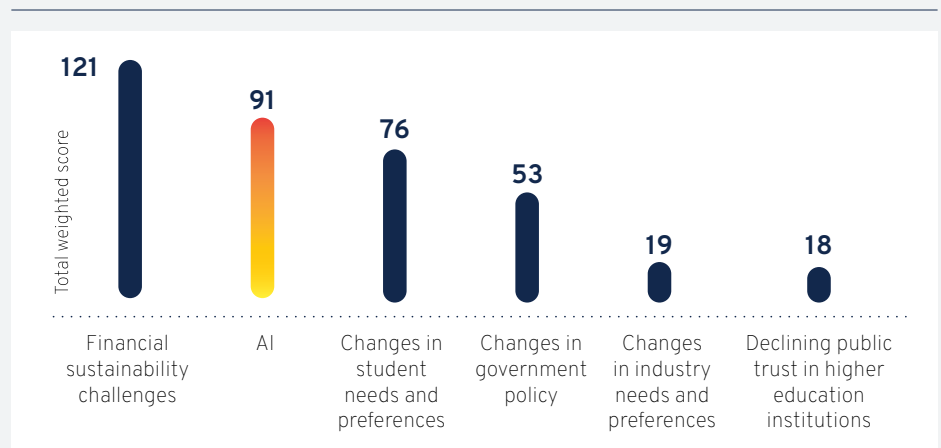 121
91
76
53
19
18
Total weighted score
Financial
sustainability
challenges
AI
Changes in
student
needs and
preferences
Changes in
government
policy
Changes
in industry
needs and
preferences
Declining public
trust in higher
education
institutions